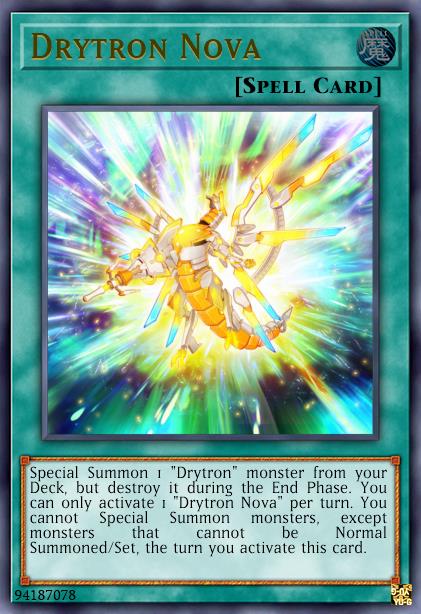 Drytron Nova
魔
[Spell Card]
Special Summon 1 "Drytron" monster from your
Deck, but destroy it during the End Phase. You
can only activate 1 "Drytron Nova" per turn. You
cannot Special Summon monsters, except
monsters that cannot be Normal
Summoned/Set, the turn you activate this card.
94187078